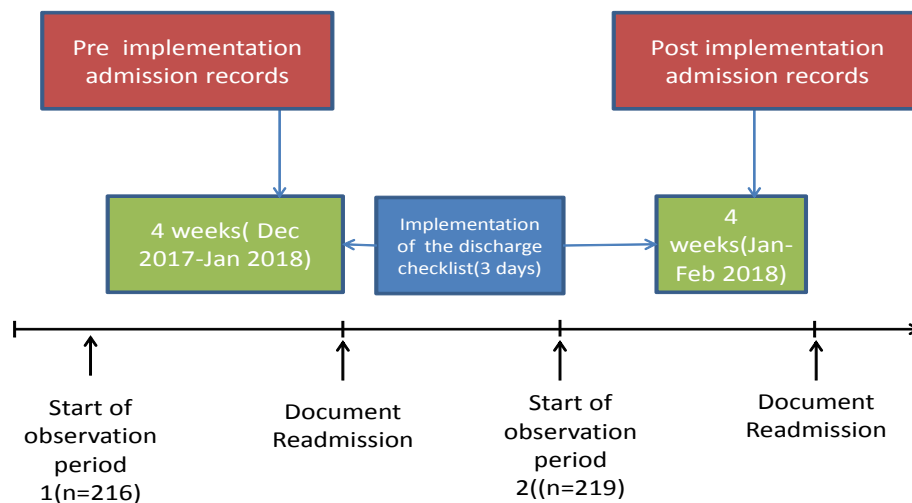 Pre implementation
admission records
Post implementation
admission records
4 weeks( Dec
2017-Jan 2018)
Implementation
of the discharge
checklist(3 days)
4
weeks(Jan-
Feb 2018)
Start of
observation
period
1(n=216)
Document
Readmission
Start of
observation
period
2((n=219)
Document
Readmission